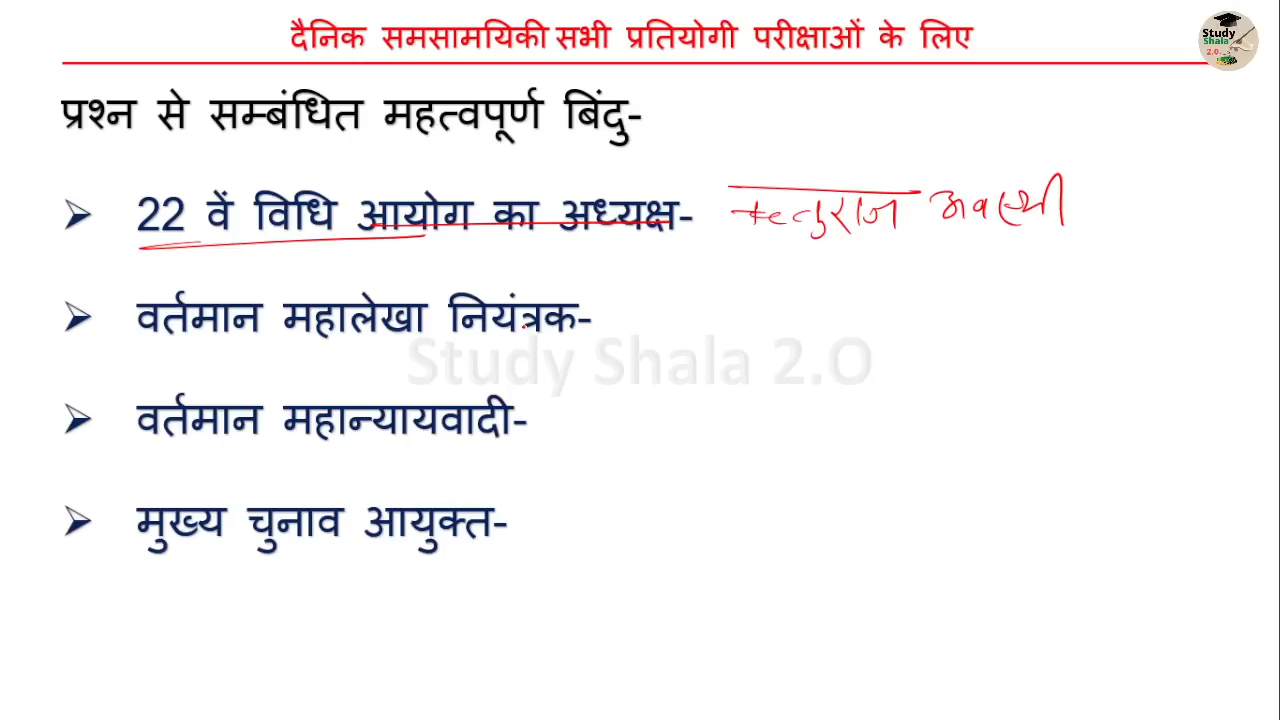 दैनिक समसामयिकी सभी प्रतियोगी परीक्षाओं के लिए
Study
Shala
2.0
प्रश्न से सम्बंधित महत्वपूर्ण बिंदु-
➢ 22 वें विधि आयोग का अध्यक्ष- ऋतुराज अवस्थी
➢ वर्तमान महालेखा नियंत्रक-
Study Shala 2.O
➢ वर्तमान महान्यायवादी-
➢ मुख्य चुनाव आयुक्त-